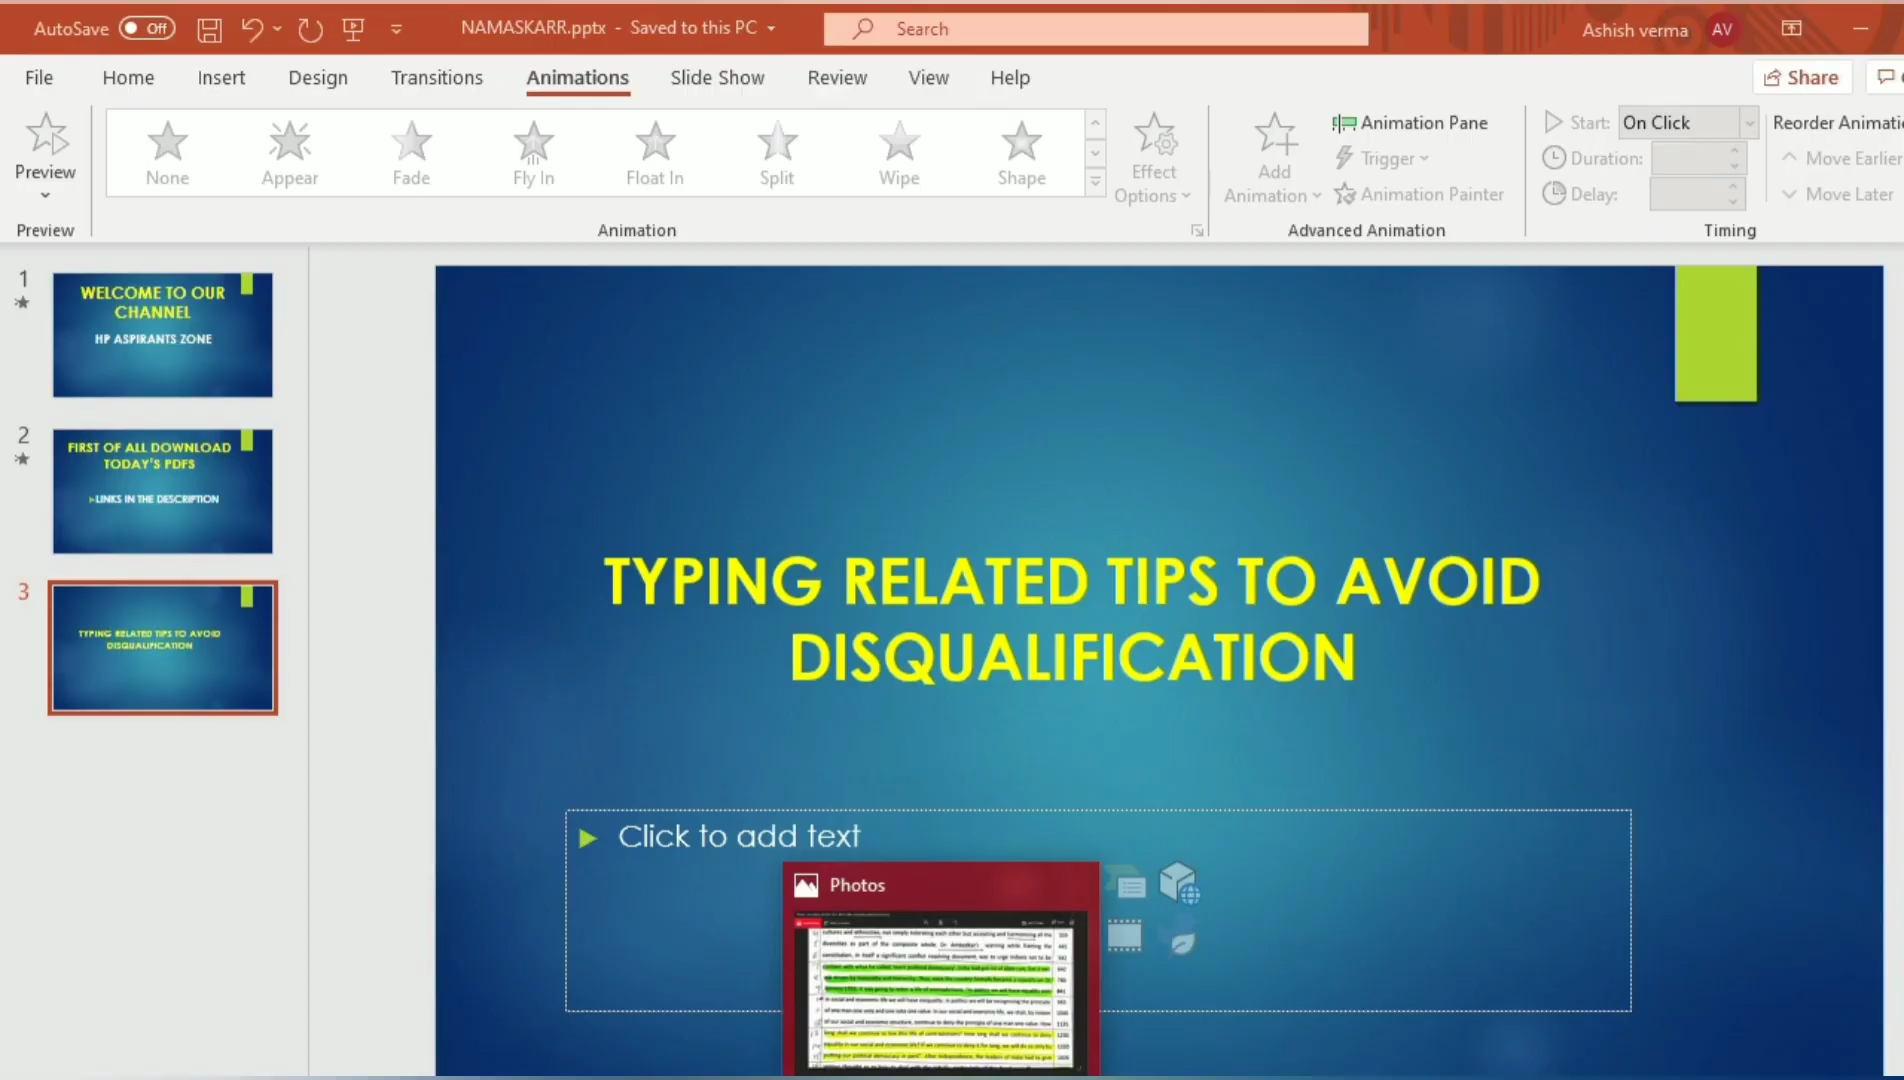 AutoSave Off NAMASKARR.pptx - Saved to this PC Search Ashish verma AV
File Home Insert Design Transitions Animations Slide Show Review View Help Share
Preview None Appear Fade Fly In Float In Split Wipe Shape Effect Options Add Animation Animation Pane Start: On Click Reorder
Trigger Duration: Move Earlier
Animation Painter Delay: Move Later
Preview Animation Advanced Animation Timing
1
WELCOME TO OUR
CHANNEL
HP ASPIRANTS ZONE
2
FIRST OF ALL DOWNLOAD
TODAY'S PDFS
LINKS IN THE DESCRIPTION
3
TYPING RELATED TIPS TO AVOID
DISQUALIFICATION
TYPING RELATED TIPS TO AVOID
DISQUALIFICATION
Click to add text
Photos